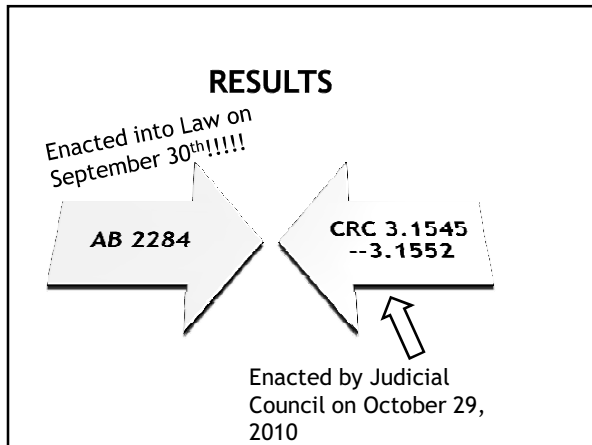 RESULTS
Enacted into Law on
September 30th!!!!!
AB 2284
CRC 3.1545
--3.1552
Enacted by Judicial
Council on October 29,
2010